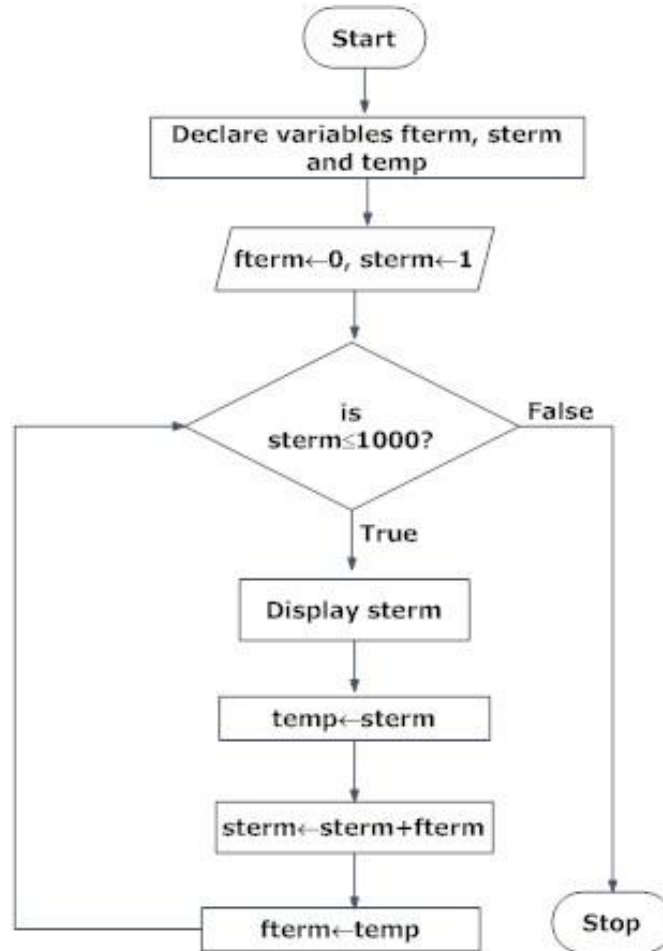 Start
Declare variables fterm, sterm
and temp
fterm←0, sterm←1
is
sterm≤1000?
False
True
Display sterm
temp←sterm
sterm←sterm+fterm
fterm←temp
Stop